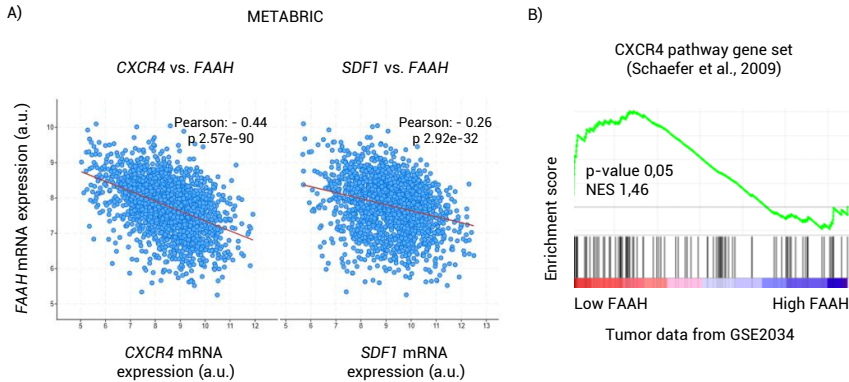 A)
METABRIC
CXCR4 vs. FAAH
SDF1 vs. FAAH
Pearson: - 0.44
p 2.57e-90
Pearson: - 0.26
p 2.92e-32
FAAH mRNA expression (a.u.)
10
9
8
7
6
5
5 6 7 8 9 10 11 12
6 7 8 9 10 11 12 13
CXCR4 mRNA
expression (a.u.)
SDF1 mRNA
expression (a.u.)
B)
CXCR4 pathway gene set
(Schaefer et al., 2009)
Enrichment score
p-value 0,05
NES 1,46
Low FAAH
High FAAH
Tumor data from GSE2034